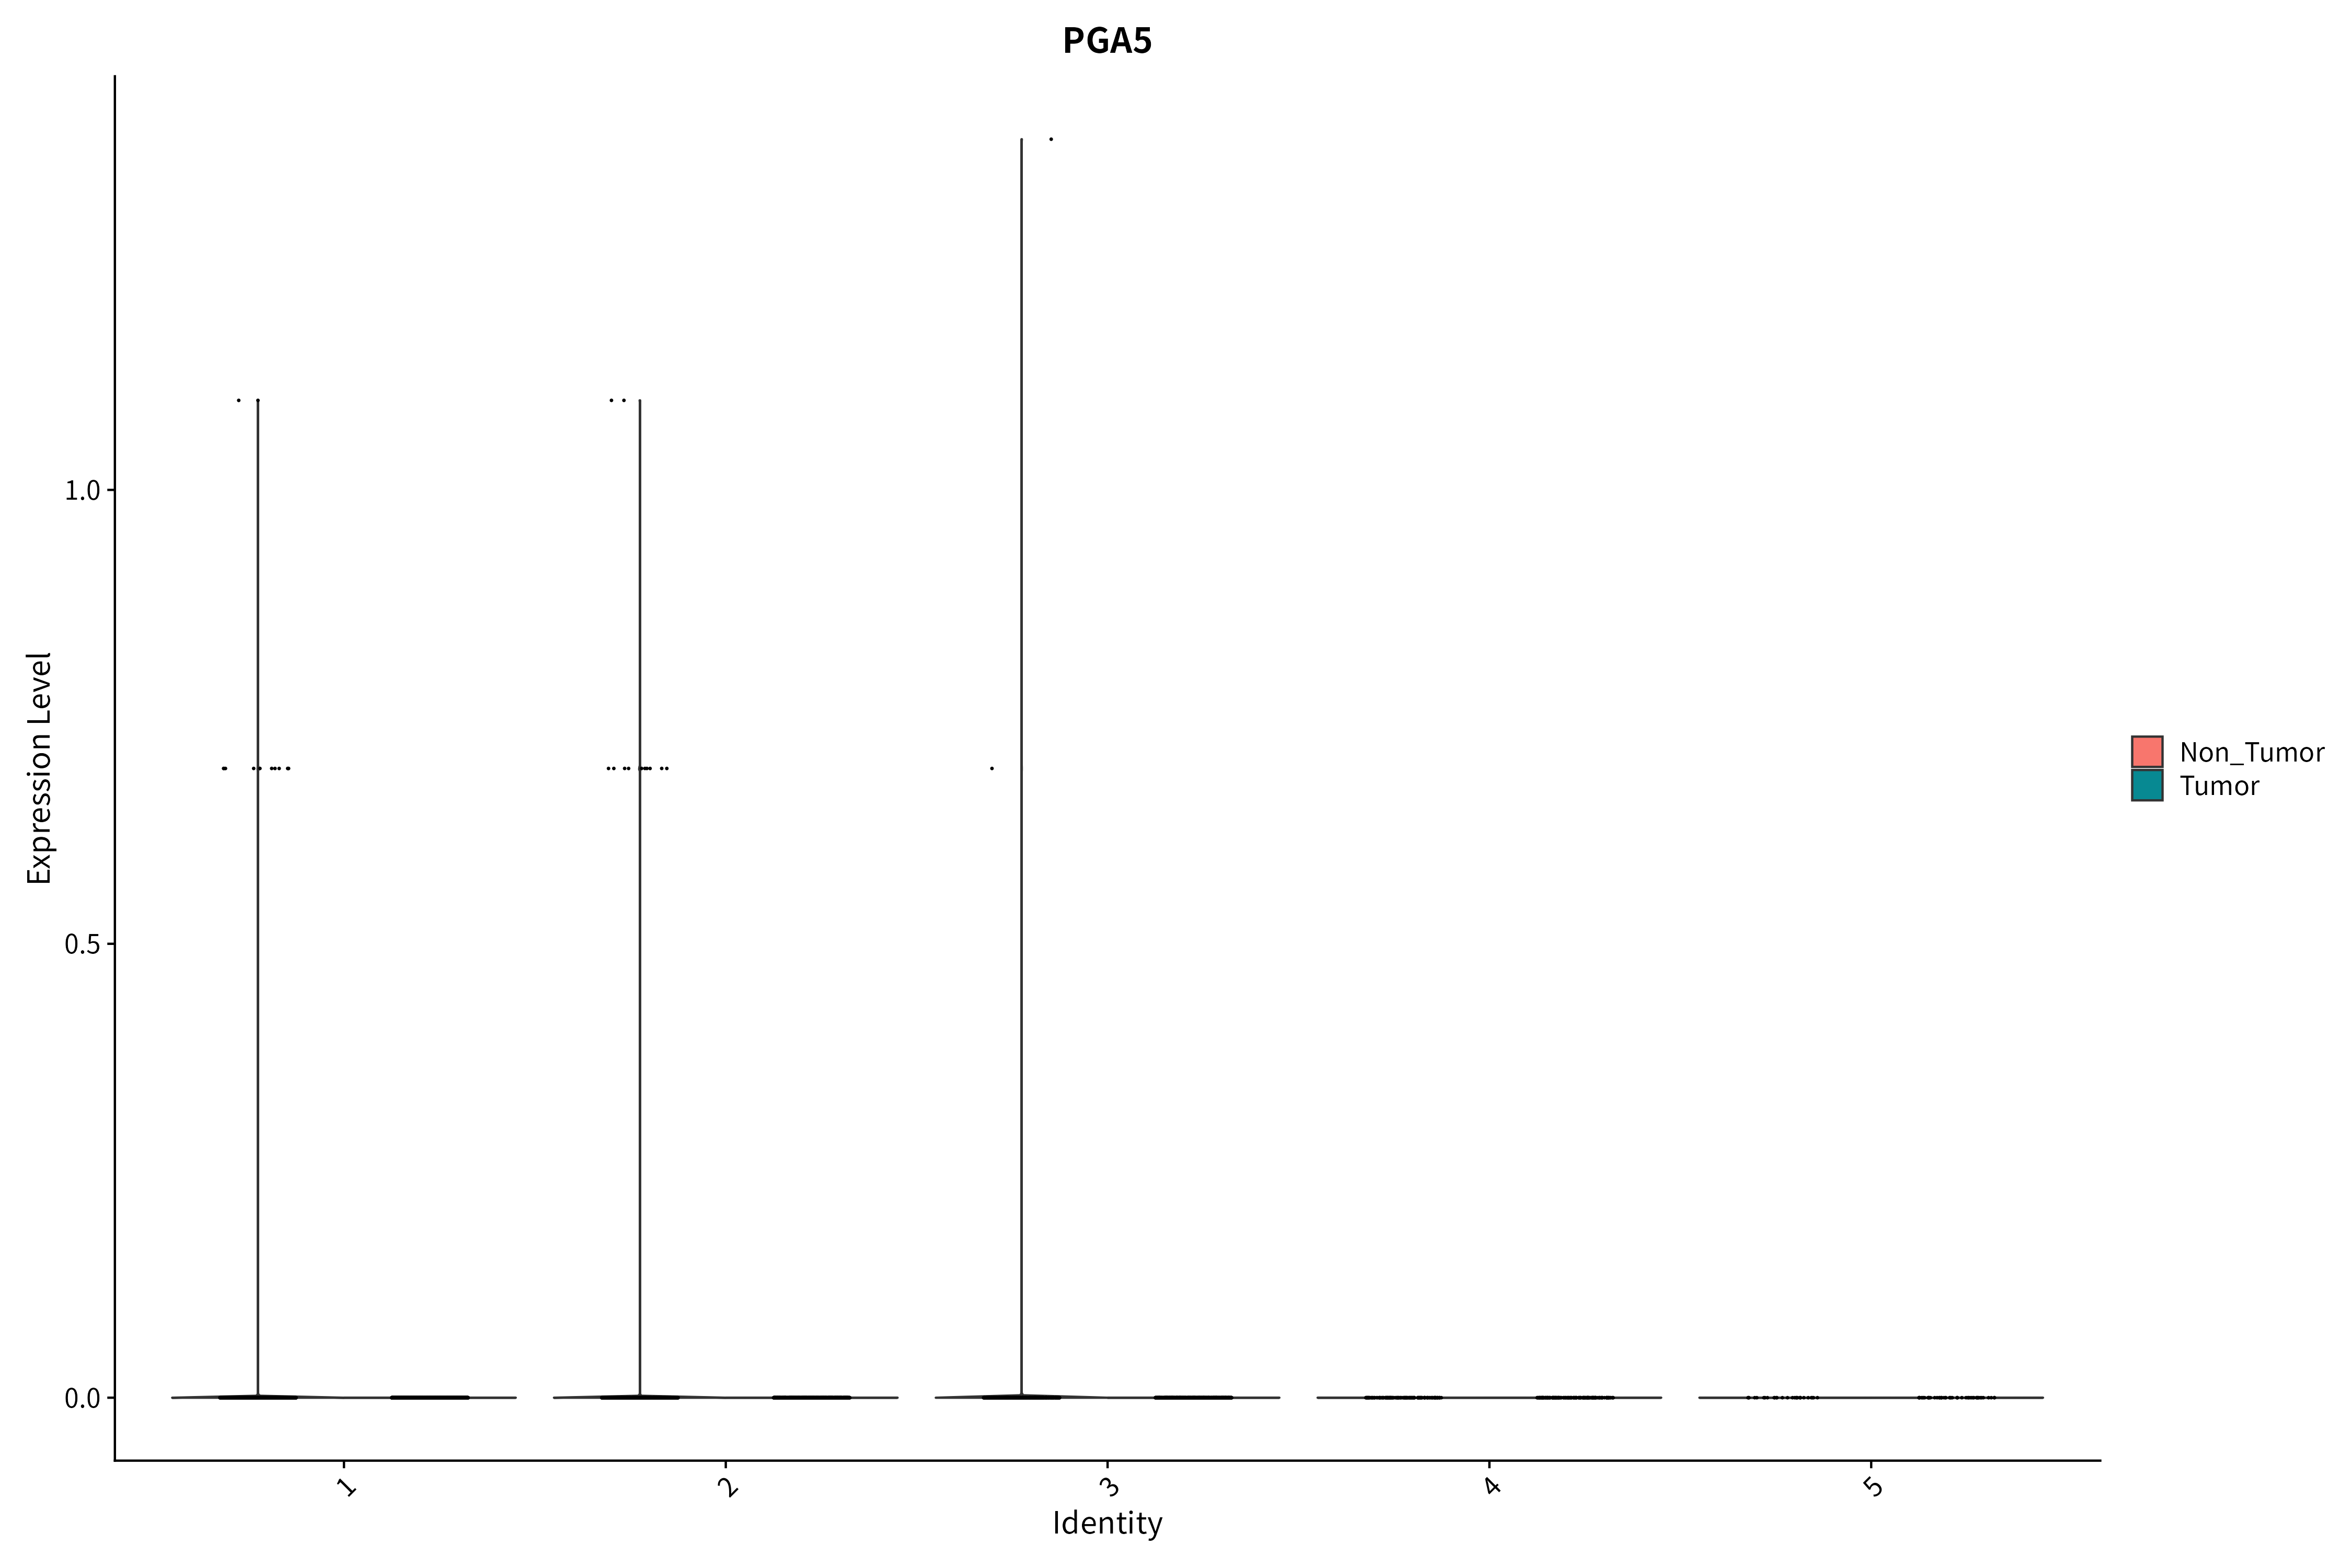 PGA5
Expression Level
1.0
0.5
0.0
1
2
3
4
5
Identity
Non_Tumor
Tumor